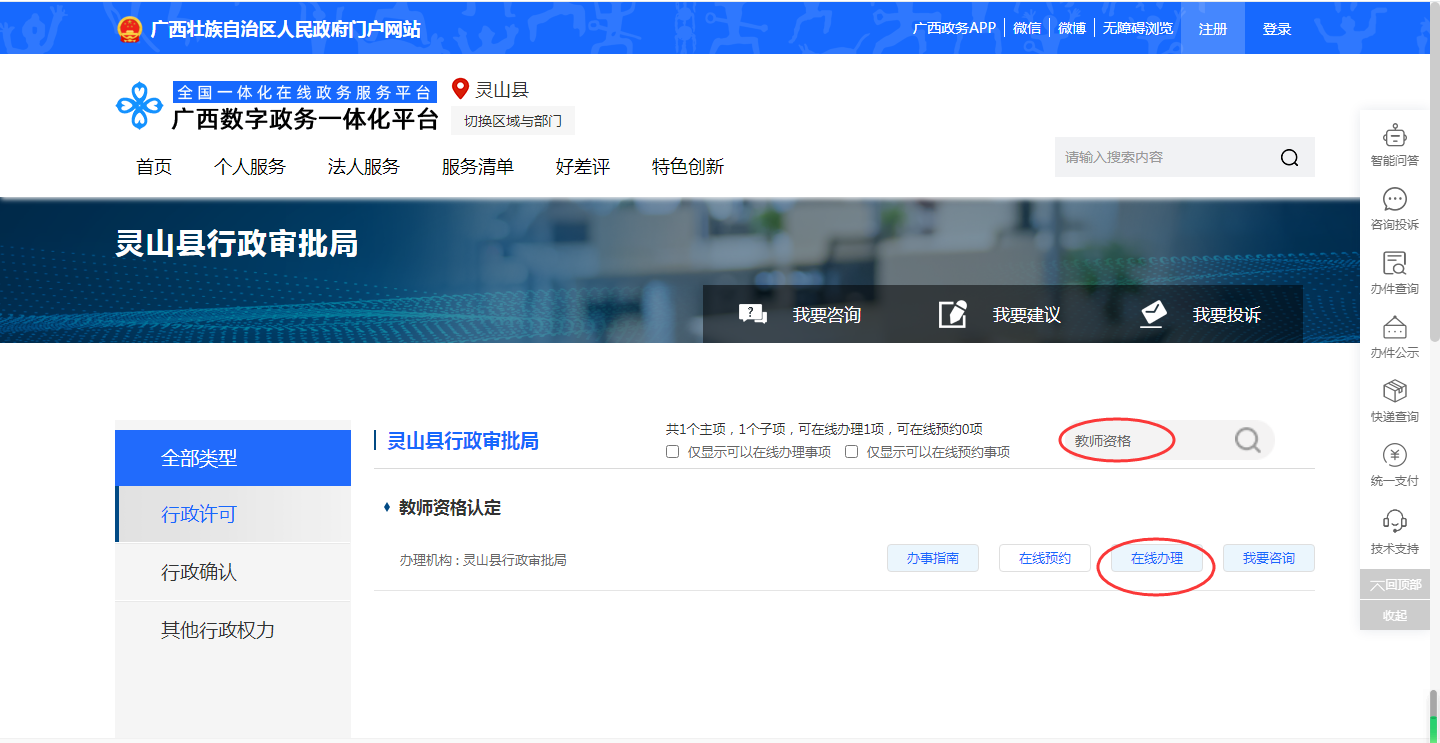 广西壮族自治区人民政府门户网站
广西政务APP 微信 微博 无障碍浏览 注册 登录
全国一体化在线政务服务平台
广西数字政务一体化平台
灵山县
切换区域与部门
首页 个人服务 法人服务 服务清单 好差评 特色创新
请输入搜索内容
灵山县行政审批局
? 我要咨询 我要建议 我要投诉
智能问答
咨询投诉
办件查询
办件公示
快递查询
¥
统一支付
技术支持
回顶部
收起
全部类型
行政许可
行政确认
其他行政权力
灵山县行政审批局
共1个主项，1个子项，可在线办理1项，可在线预约0项
仅显示可以在线办理事项 仅显示可以在线预约事项
教师资格
教师资格认定
办理机构：灵山县行政审批局
办事指南 在线预约 在线办理 我要咨询